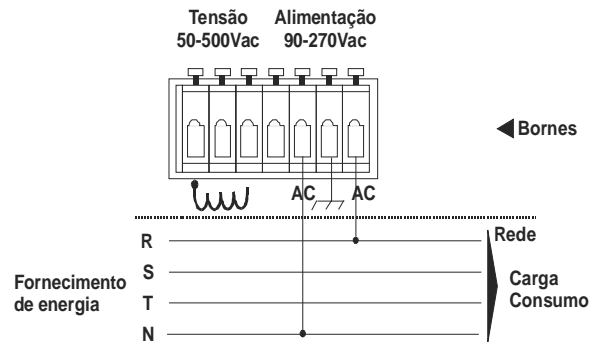 Tensão
50-500Vac
Alimentação
90-270Vac
Bornes
AC
AC
R
S
T
N
Rede
Fornecimento
de energia
Carga
Consumo